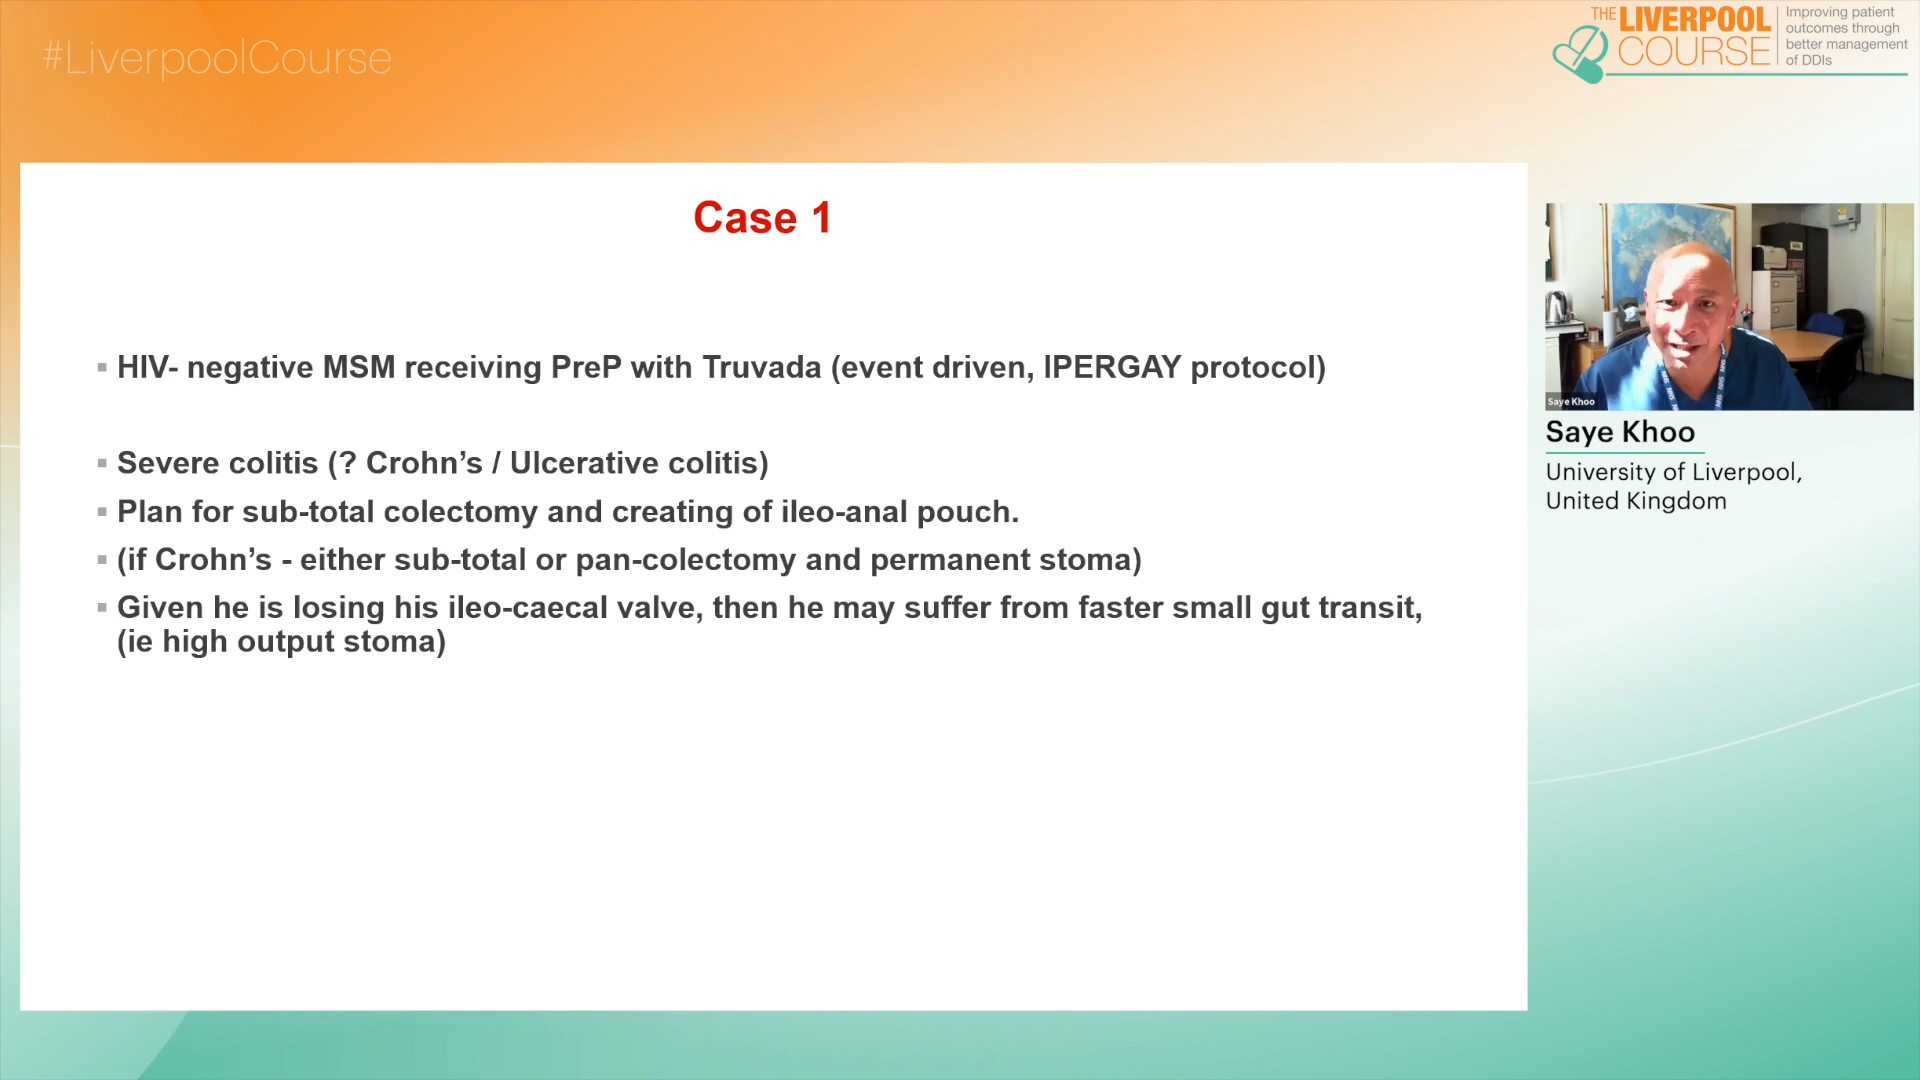 #LiverpoolCourse
THE LIVERPOOL
COURSE
Improving patient
outcomes through
better management
of DDIs
Case 1
▪ HIV- negative MSM receiving PreP with Truvada (event driven, IPERGAY protocol)
▪ Severe colitis (? Crohn’s / Ulcerative colitis)
▪ Plan for sub-total colectomy and creating of ileo-anal pouch.
▪ (if Crohn’s - either sub-total or pan-colectomy and permanent stoma)
▪ Given he is losing his ileo-caecal valve, then he may suffer from faster small gut transit,
(ie high output stoma)
Saye Khoo
Saye Khoo
University of Liverpool,
United Kingdom